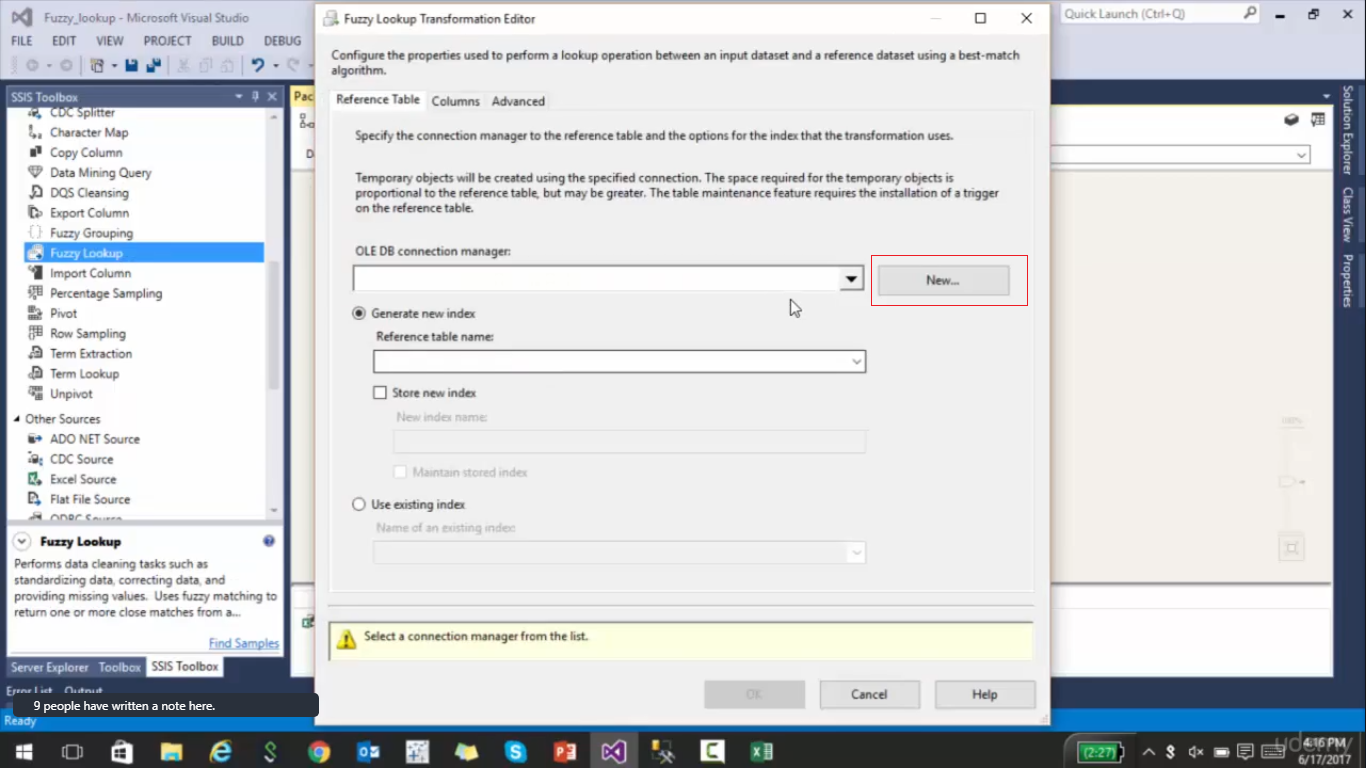 Fuzzy_lookup - Microsoft Visual Studio
Quick Launch (Ctrl+Q)
FILE EDIT VIEW PROJECT BUILD DEBUG
SSIS Toolbox
CDC Splitter
Character Map
Copy Column
Data Mining Query
DQS Cleansing
Export Column
Fuzzy Grouping
Fuzzy Lookup
Import Column
Percentage Sampling
Pivot
Row Sampling
Term Extraction
Term Lookup
Unpivot
Other Sources
ADO NET Source
CDC Source
Excel Source
Flat File Source
ODBC Source
Fuzzy Lookup
Performs data cleaning tasks such as
standardizing data, correcting data, and
providing missing values. Uses fuzzy matching to
return one or more close matches from a...
Find Samples
Server Explorer Toolbox SSIS Toolbox
Error List Output
9 people have written a note here.
Ready
Fuzzy Lookup Transformation Editor
Configure the properties used to perform a lookup operation between an input dataset and a reference dataset using a best-match
algorithm.
Reference Table Columns Advanced
Specify the connection manager to the reference table and the options for the index that the transformation uses.
Temporary objects will be created using the specified connection. The space required for the temporary objects is
proportional to the reference table, but may be greater. The table maintenance feature requires the installation of a trigger
on the reference table.
OLE DB connection manager:
New...
Generate new index
Reference table name:
Store new index
New index name:
Maintain stored index
Use existing index
Name of an existing index:
Select a connection manager from the list.
OK Cancel Help
Solution Explorer
Class View
Properties
100%
(2:27)
4:16 PM
6/17/2017
udemy